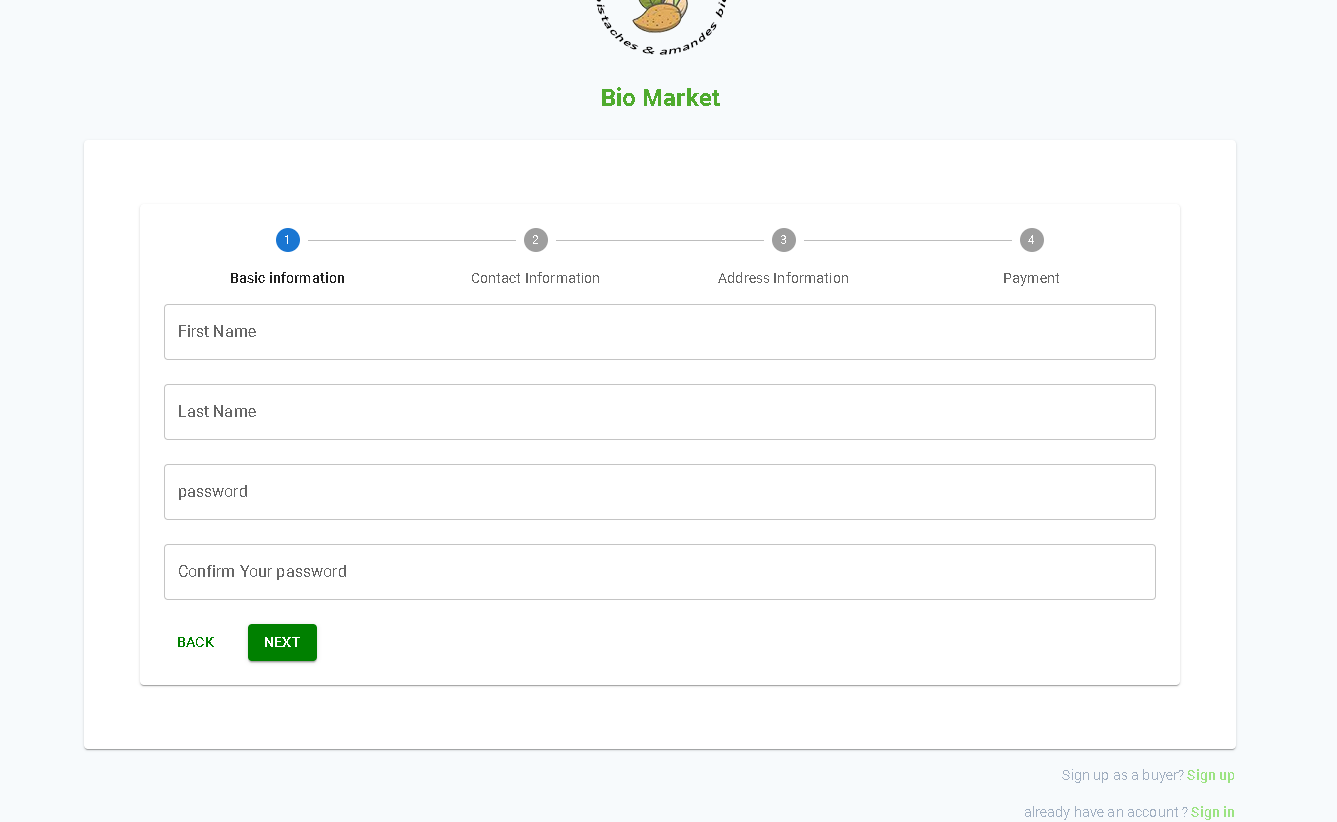 pistaches & amandes bi
Bio Market
1
2
3
4
Basic information
Contact Information
Address Information
Payment
First Name
Last Name
password
Confirm Your password
BACK
NEXT
Sign up as a buyer? Sign up
already have an account ? Sign in